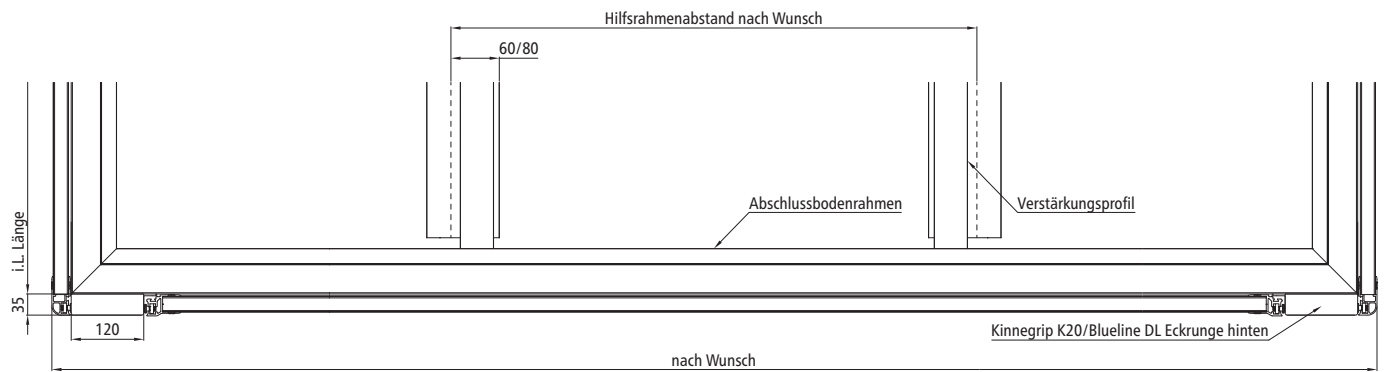 Hilfsrahmenabstand nach Wunsch
60/80
Abschlussbodenrahmen
Verstärkungsprofil
i.L. Länge
35
120
Kinnegrip K20/Blueline DL Eckrunge hinten
nach Wunsch